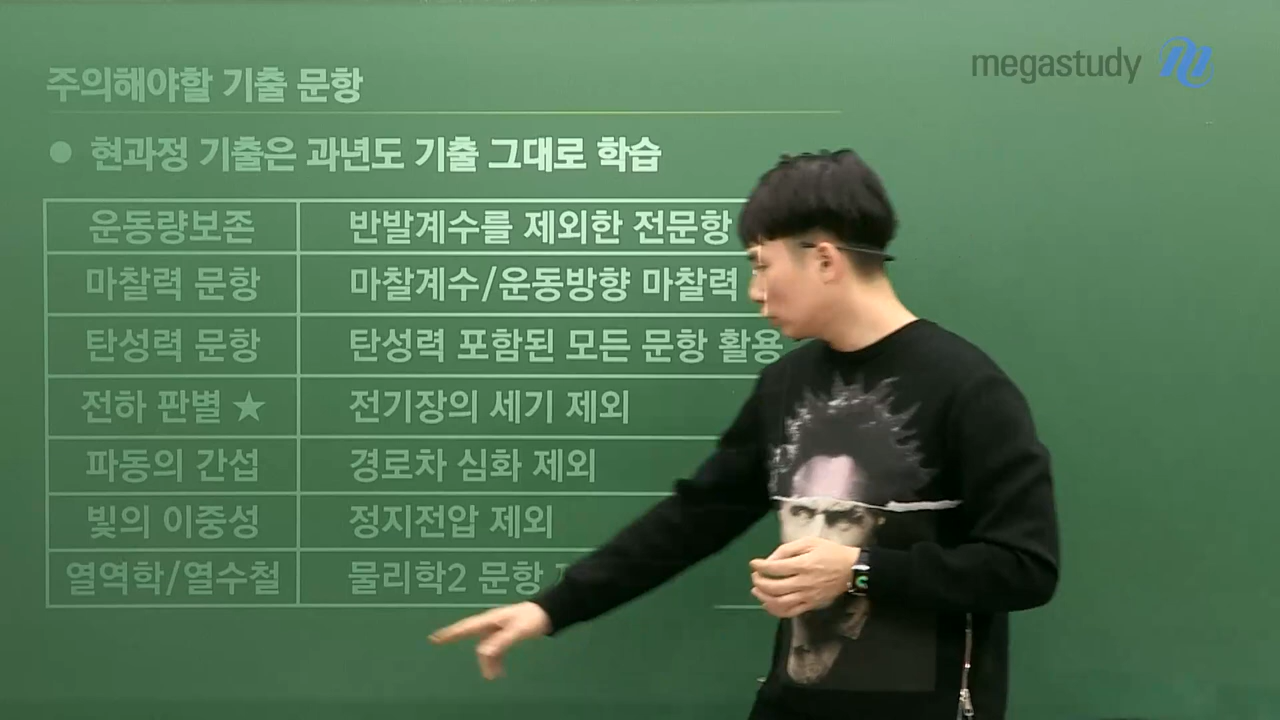 주의해야할 기출 문항
megastudy
● 현과정 기출은 과년도 기출 그대로 학습
운동량보존 반발계수를 제외한 전문항
마찰력 문항 마찰계수/운동방향 마찰력
탄성력 문항 탄성력 포함된 모든 문항 활용
전하 판별 ★ 전기장의 세기 제외
파동의 간섭 경로차 심화 제외
빛의 이중성 정지전압 제외
열역학/열수철 물리학2 문항